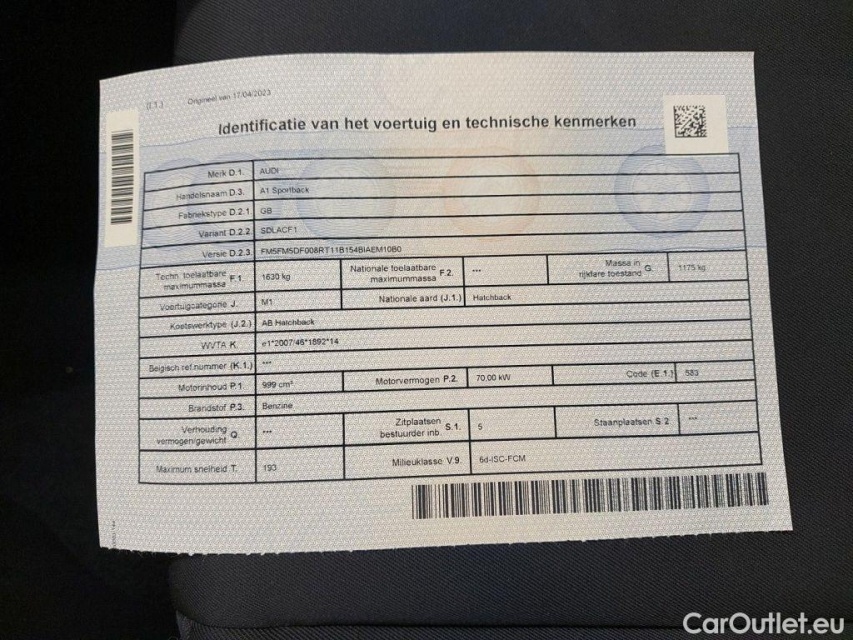 (I.1.) Origineel van 17/04/2023
Identificatie van het voertuig en technische kenmerken
Merk D.1. AUDI
Handelsnaam D.3. A1 Sportback
Fabriekstype D.2.1 GB
Variant D.2.2 SDLACF1
Versie D.2.3 FM5FM5DF008RT11B154BIAEM10B0
Techn. toelaatbare maximummassa F.1. 1630 kg Nationale toelaatbare maximummassa F.2. --- Massa in rijklare toestand G. 1175 kg
Voertuigcategorie J. M1 Nationale aard (J.1.) Hatchback
Koetswerktype (J.2.) AB Hatchback
WVTA K. e1*2007/46*1892*14
Belgisch ref.nummer (K.1.) ---
Motorinhoud P.1. 999 cm³ Motorvermogen P.2. 70.00 kW Code (E.1.) 583
Brandstof P.3. Benzine
Verhouding vermogen/gewicht Q. --- Zitplaatsen bestuurder inb. S.1. 5 Staanplaatsen S.2 ---
Maximum snelheid T. 193 Milieuklasse V.9. 6d-ISC-FCM
CarOutlet.eu